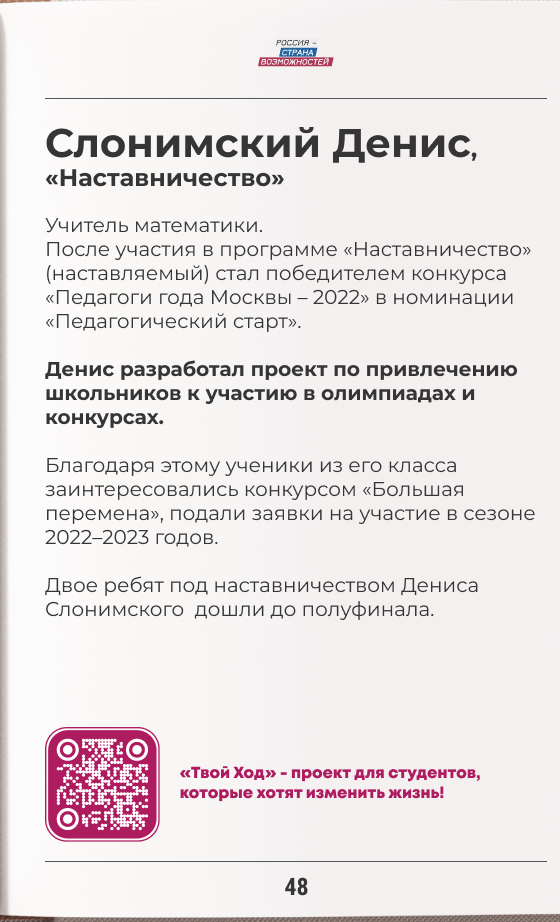 РОССИЯ –
СТРАНА
ВОЗМОЖНОСТЕЙ
Слонимский Денис,
«Наставничество»
Учитель математики.
После участия в программе «Наставничество»
(наставляемый) стал победителем конкурса
«Педагоги года Москвы – 2022» в номинации
«Педагогический старт».
Денис разработал проект по привлечению
школьников к участию в олимпиадах и
конкурсах.
Благодаря этому ученики из его класса
заинтересовались конкурсом «Большая
перемена», подали заявки на участие в сезоне
2022–2023 годов.
Двое ребят под наставничеством Дениса
Слонимского дошли до полуфинала.
«Твой Ход» - проект для студентов,
которые хотят изменить жизнь!
48